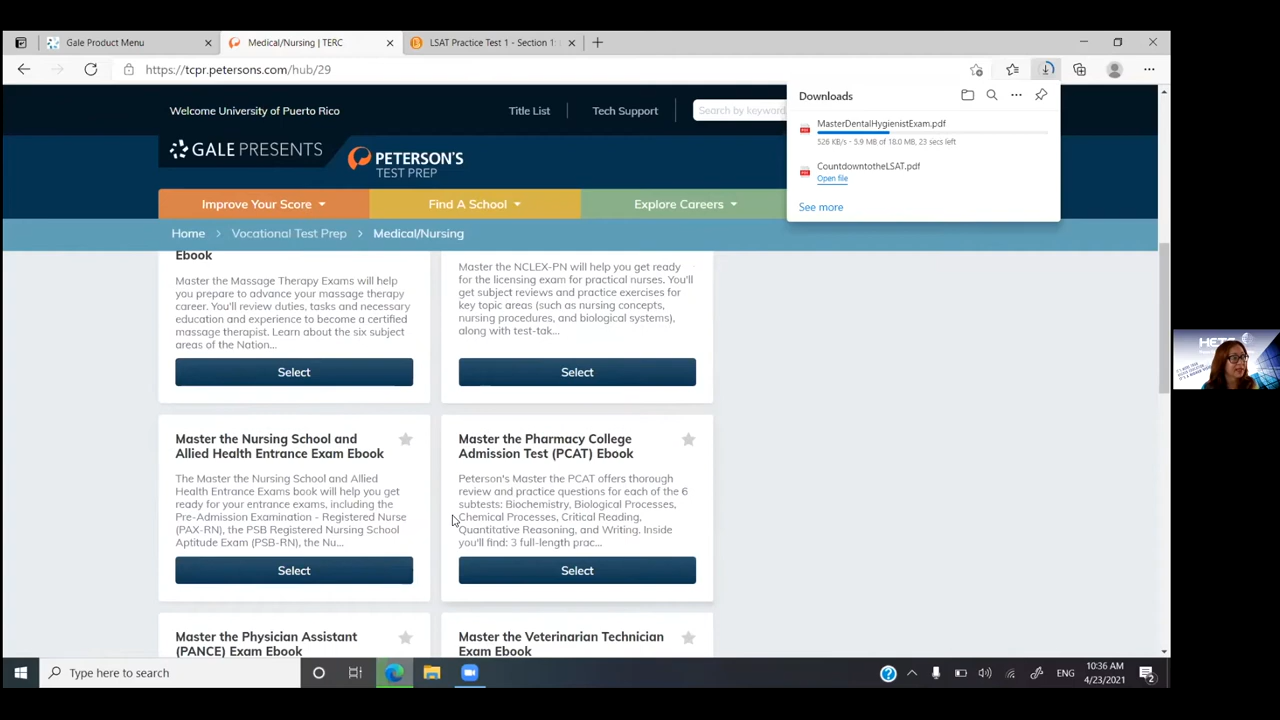 Gale Product Menu
Medical/Nursing | TERC
LSAT Practice Test 1 - Section 1:
https://tcpr.petersons.com/hub/29
Welcome University of Puerto Rico
Title List
Tech Support
Search by keyword
GALE PRESENTS
PETERSON'S
TEST PREP
Improve Your Score
Find A School
Explore Careers
Home > Vocational Test Prep > Medical/Nursing
Downloads
MasterDentalHygienistExam.pdf
526 KB/s - 5.9 MB of 18.0 MB, 23 secs left
CountdowntotheLSAT.pdf
Open file
See more
Ebook
Master the Massage Therapy Exams will help
you prepare to advance your massage therapy
career. You'll review duties, tasks and necessary
education and experience to become a certified
massage therapist. Learn about the six subject
areas of the Nation...
Select
Master the NCLEX-PN will help you get ready
for the licensing exam for practical nurses. You'll
get subject reviews and practice exercises for
key topic areas (such as nursing concepts,
nursing procedures, and biological systems),
along with test-tak...
Select
Master the Nursing School and
Allied Health Entrance Exam Ebook
The Master the Nursing School and Allied
Health Entrance Exams book will help you get
ready for your entrance exams, including the
Pre-Admission Examination - Registered Nurse
(PAX-RN), the PSB Registered Nursing School
Aptitude Exam (PSB-RN), the Nu...
Select
Master the Pharmacy College
Admission Test (PCAT) Ebook
Peterson's Master the PCAT offers thorough
review and practice questions for each of the 6
subtests: Biochemistry, Biological Processes,
Chemical Processes, Critical Reading,
Quantitative Reasoning, and Writing. Inside
you'll find: 3 full-length prac...
Select
Master the Physician Assistant
(PANCE) Exam Ebook
Master the Veterinarian Technician
Exam Ebook
Type here to search
ENG
10:36 AM
4/23/2021
2